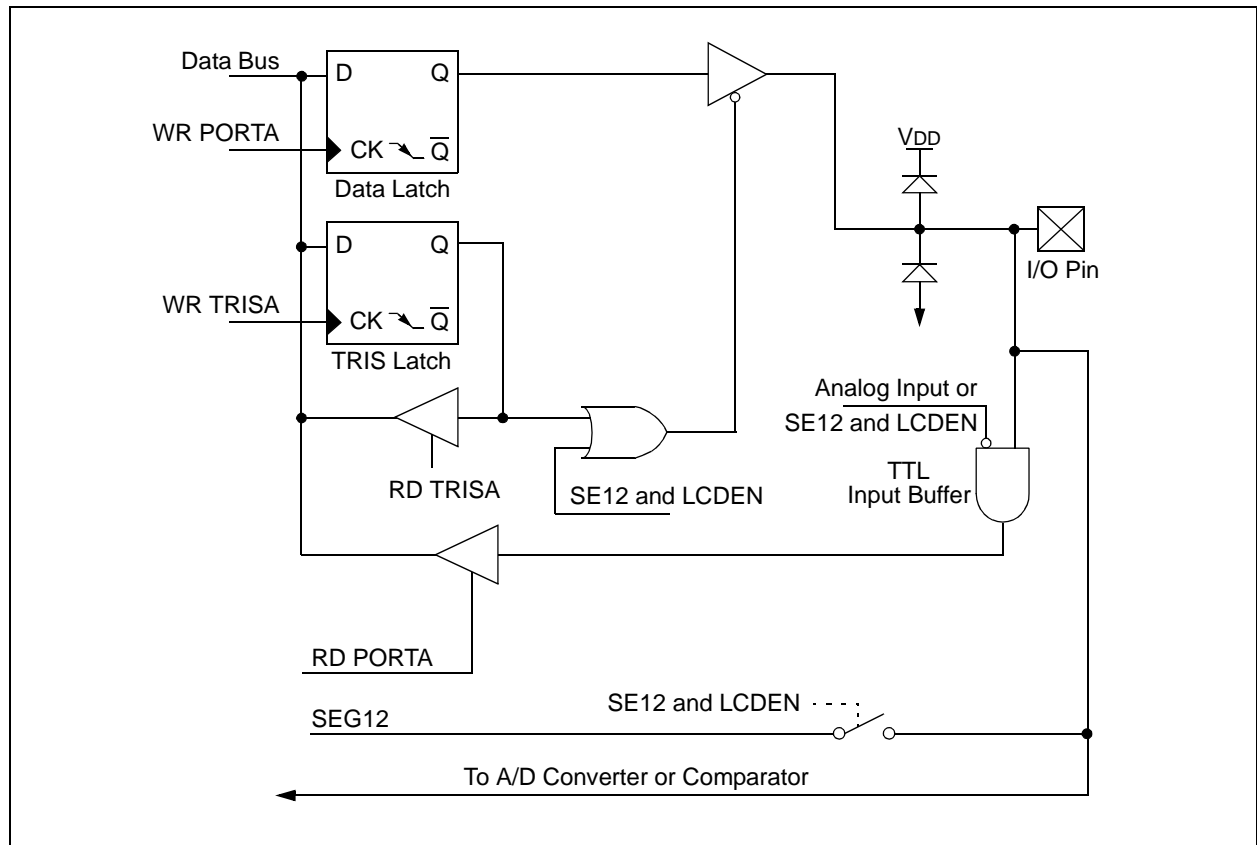 Data Bus
D
Q
WR PORTA
CK
Q̅
Data Latch
VDD
I/O Pin
D
Q
WR TRISA
CK
Q̅
TRIS Latch
Analog Input or
SE12 and LCDEN
RD TRISA
SE12 and LCDEN
TTL
Input Buffer
RD PORTA
SE12 and LCDEN
SEG12
To A/D Converter or Comparator